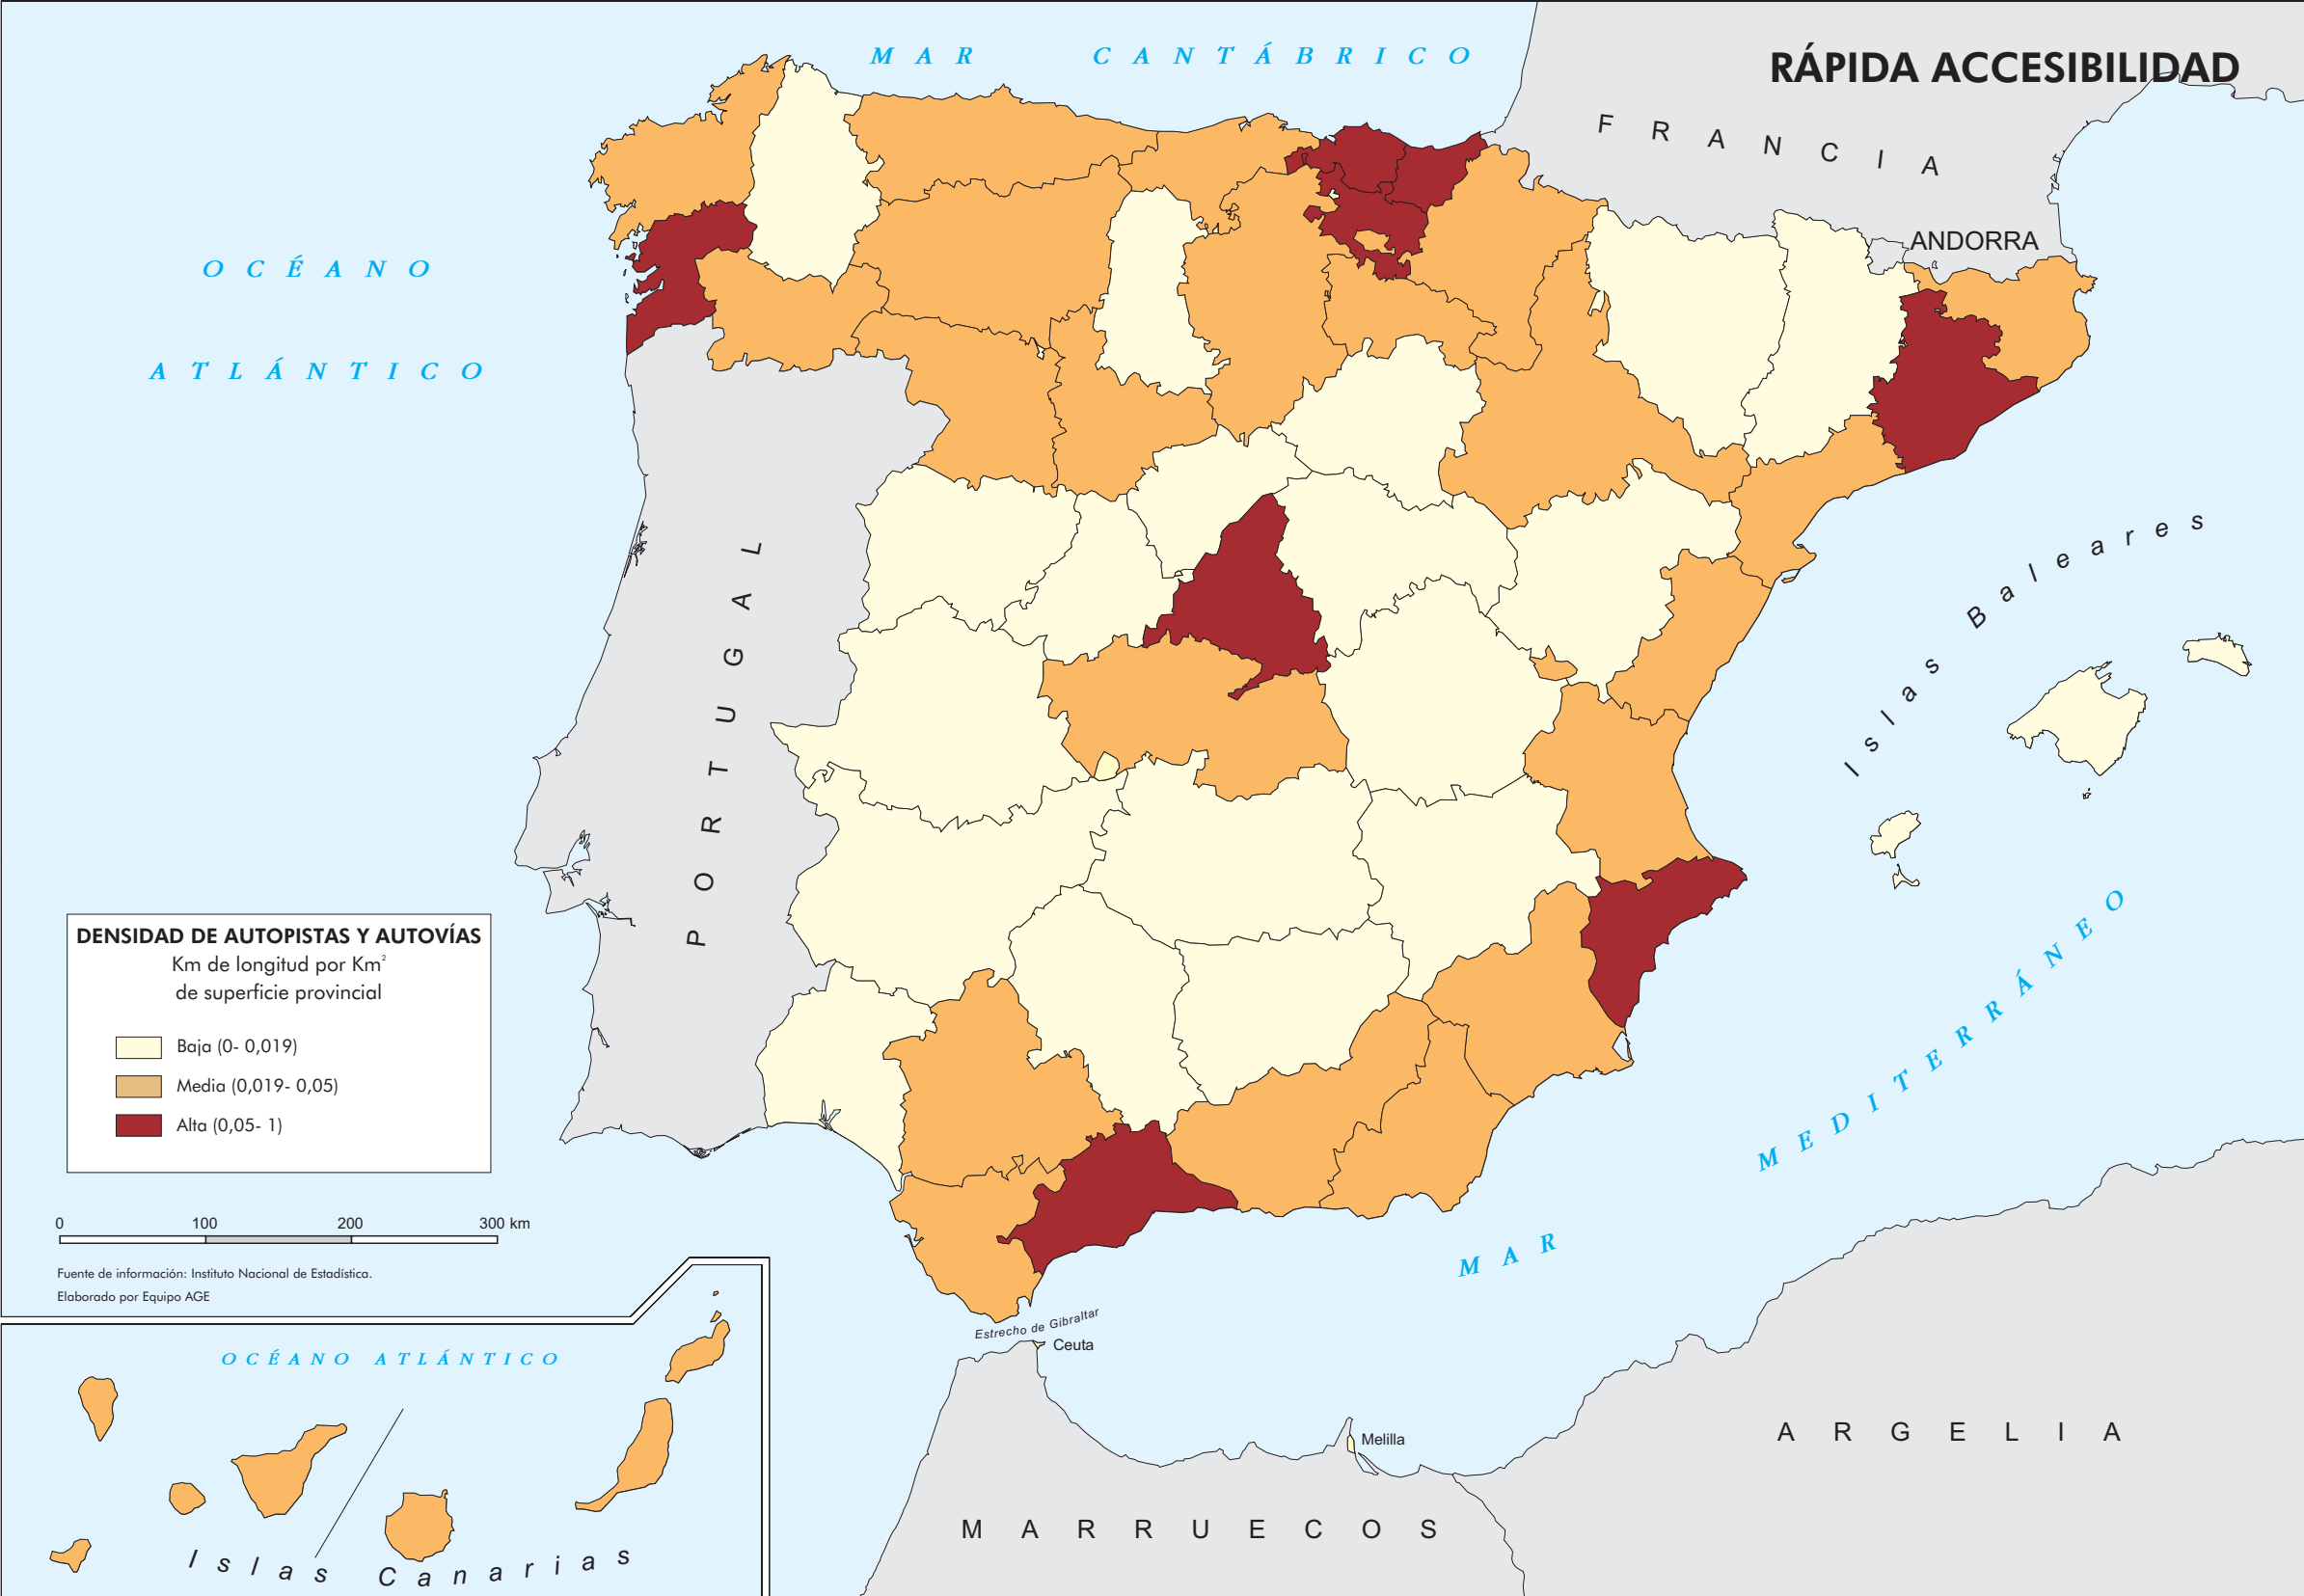 RÁPIDA ACCESIBILIDAD
MAR CANTÁBRICO
FRANCIA
ANDORRA
OCÉANO
ATLÁNTICO
PORTUGAL
Islas Baleares
MAR MEDITERRÁNEO
DENSIDAD DE AUTOPISTAS Y AUTOVÍAS
Km de longitud por Km²
de superficie provincial
Baja (0- 0,019)
Media (0,019- 0,05)
Alta (0,05- 1)
0 100 200 300 km
Fuente de información: Instituto Nacional de Estadística.
Elaborado por Equipo AGE
Estrecho de Gibraltar
Ceuta
Melilla
OCÉANO ATLÁNTICO
Islas Canarias
MARRUECOS
ARGELIA